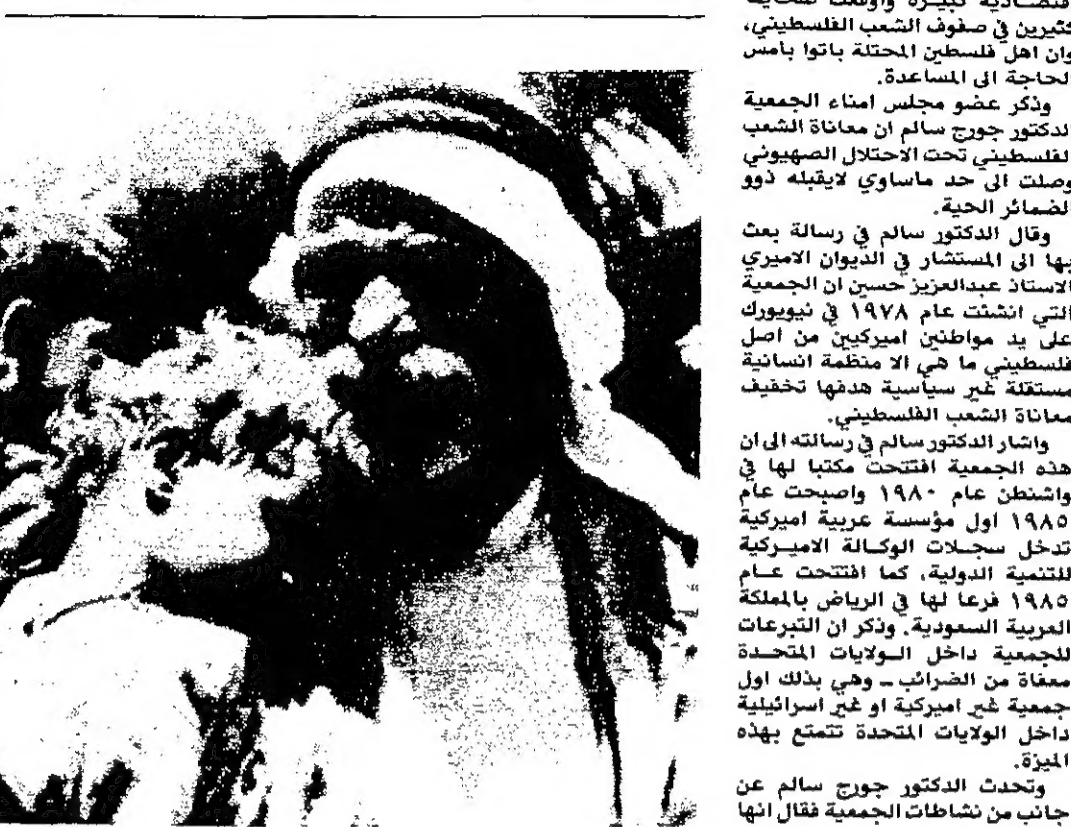 كثيرين في صفوف الشعب الفلسطيني،
وان اهل فلسطين المحتلة باتوا بامس
الحاجة الى المساعدة.
وذكر عضو مجلس امناء الجمعية
الدكتور جورج سالم ان معاناة الشعب
الفلسطيني تحت الاحتلال الصهيوني
وصلت الى حد ماساوي لايقبله ذوو
الضمائر الحية.
وقال الدكتور سالم في رسالة بعث
بها الى المستشار في الديوان الاميري
الاستاذ عبدالعزيز حسين ان الجمعية
التي انشئت عام ١٩٧٨ في نيويورك
على يد مواطنين اميركيين من اصل
فلسطيني ما هي الا منظمة انسانية
مستقلة غير سياسية هدفها تخفيف
معاناة الشعب الفلسطيني.
واشار الدكتور سالم في رسالته الى ان
هذه الجمعية افتتحت مكتبا لها في
واشنطن عام ١٩٨٠ واصبحت عام
١٩٨٥ اول مؤسسة عربية اميركية
تدخل سجلات الوكالة الاميركية
للتنمية الدولية، كما افتتحت عام
١٩٨٥ فرعا لها في الرياض بالمملكة
العربية السعودية. وذكر ان التبرعات
للجمعية داخل الولايات المتحدة
معفاة من الضرائب ـ وهي بذلك اول
جمعية غير اميركية او غير اسرائيلية
داخل الولايات المتحدة تتمتع بهذه
الميزة.
وتحدث الدكتور جورج سالم عن
جانب من نشاطات الجمعية فقال انها